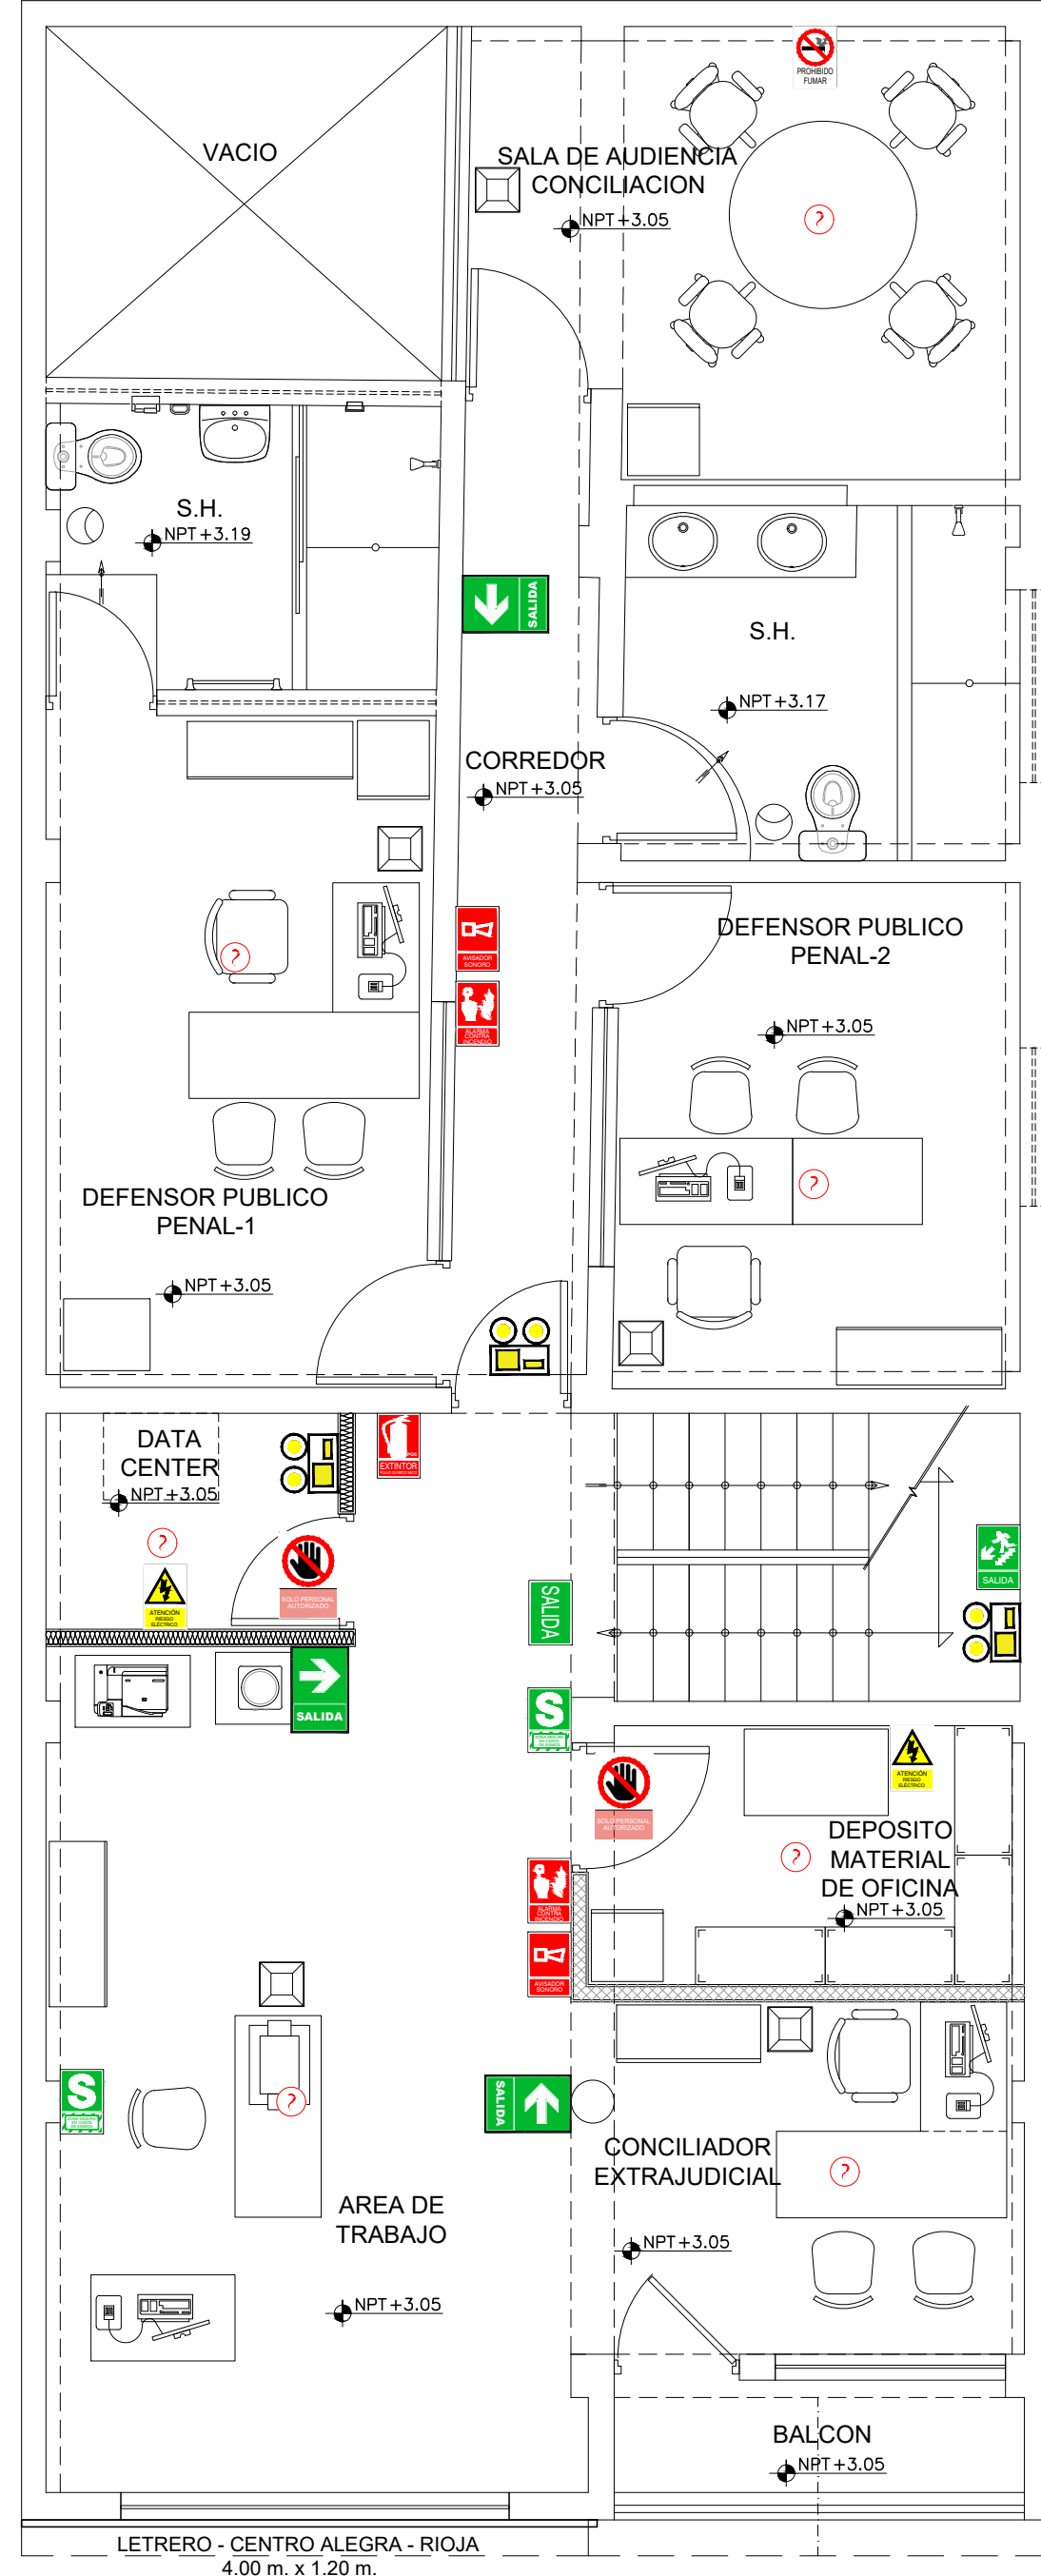 PROHIBIDO
FUMAR
VACIO
SALA DE AUDIENCIA
CONCILIACION
NPT+3.05
S.H.
NPT+3.19
SALIDA
S.H.
NPT+3.17
CORREDOR
NPT+3.05
AVISADOR
SONORO
ALARMA
CONTRA
INCENDIO
DEFENSOR PUBLICO
PENAL-2
NPT+3.05
DEFENSOR PUBLICO
PENAL-1
NPT+3.05
DATA
CENTER
NPT+3.05
EXTINTOR
ATENCIÓN
RIESGO
ELÉCTRICO
SOLO PERSONAL
AUTORIZADO
SALIDA
SALIDA
SALIDA
S
ATENCIÓN
RIESGO
ELÉCTRICO
SOLO PERSONAL
AUTORIZADO
DEPOSITO
MATERIAL
DE OFICINA
NPT+3.05
ALARMA
CONTRA
INCENDIO
AVISADOR
SONORO
S
SALIDA
CONCILIADOR
EXTRAJUDICIAL
NPT+3.05
AREA DE
TRABAJO
NPT+3.05
BALCON
NPT+3.05
LETRERO - CENTRO ALEGRA - RIOJA
4.00 m. x 1.20 m.